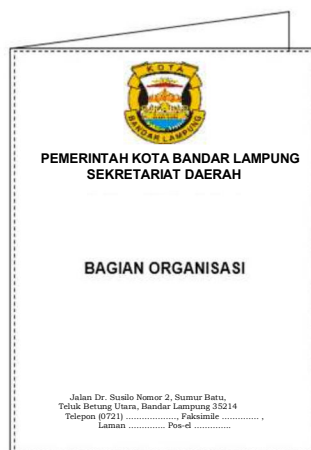 KOTA
BANDAR LAMPUNG
PEMERINTAH KOTA BANDAR LAMPUNG
SEKRETARIAT DAERAH
BAGIAN ORGANISASI
Jalan Dr. Susilo Nomor 2, Sumur Batu,
Teluk Betung Utara, Bandar Lampung 35214
Telepon (0721) ...................., Faksimile .............. ,
Laman .............. Pos-el ..............